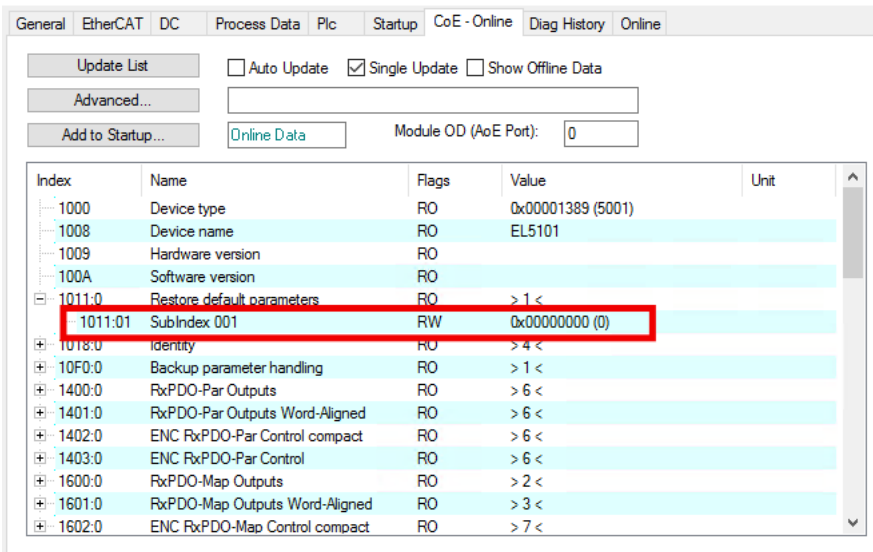 General EtherCAT DC Process Data Plc Startup CoE - Online Diag History Online
Update List Auto Update Single Update Show Offline Data
Advanced...
Add to Startup... Online Data Module OD (AoE Port): 0
Index Name Flags Value Unit
1000 Device type RO 0x00001389 (5001)
1008 Device name RO EL5101
1009 Hardware version RO
100A Software version RO
1011:0 Restore default parameters RO > 1 <
1011:01 SubIndex 001 RW 0x00000000 (0)
1018:0 Identity RO > 4 <
10F0:0 Backup parameter handling RO > 1 <
1400:0 RxPDO-Par Outputs RO > 6 <
1401:0 RxPDO-Par Outputs Word-Aligned RO > 6 <
1402:0 ENC RxPDO-Par Control compact RO > 6 <
1403:0 ENC RxPDO-Par Control RO > 6 <
1600:0 RxPDO-Map Outputs RO > 2 <
1601:0 RxPDO-Map Outputs Word-Aligned RO > 3 <
1602:0 ENC RxPDO-Map Control compact RO > 7 <